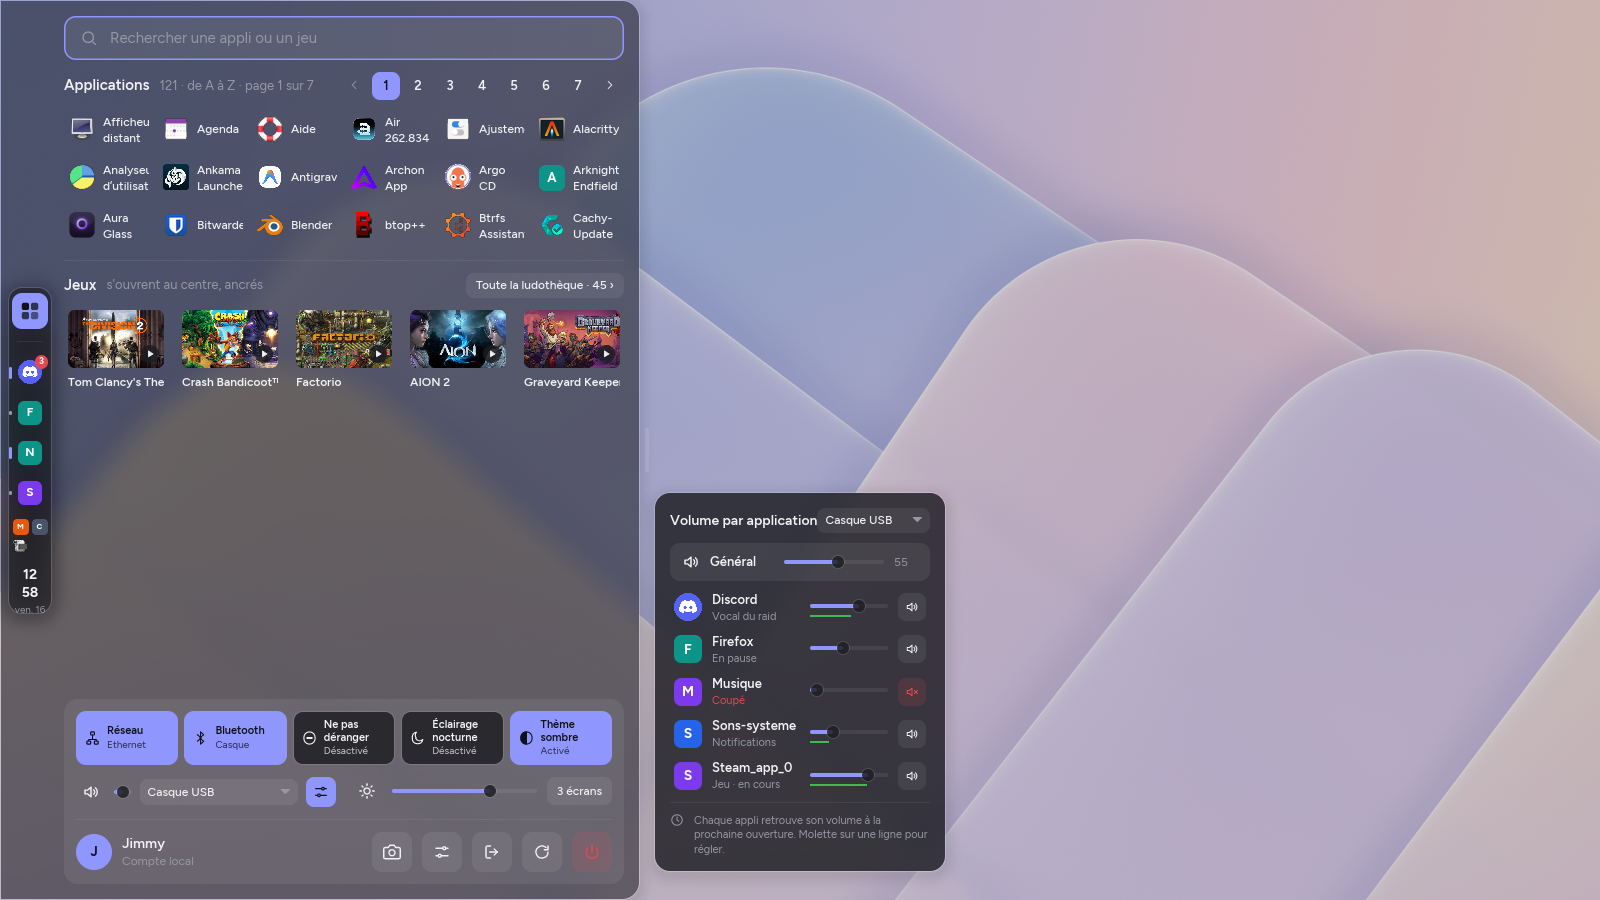 Rechercher une appli ou un jeu
Applications 121 · de A à Z · page 1 sur 7 ‹ 1 2 3 4 5 6 7 ›
Afficheu
distant
Agenda
Aide
Air
262.834
Ajustem
Alacritty
Analyseu
d'utilisat
Ankama
Launche
Antigrav
Archon
App
Argo
CD
A
Arknight
Endfield
Aura
Glass
Bitwarde
Blender
btop++
Btrfs
Assistan
Cachy-
Update
Jeux s'ouvrent au centre, ancrés
Toute la ludothèque · 45 ›
Tom Clancy's The
Crash Bandicoot™
Factorio
AION 2
Graveyard Keeper
3
F
N
S
M C
12
58
ven. 16
Réseau
Ethernet
Bluetooth
Casque
Ne pas
déranger
Désactivé
Éclairage
nocturne
Désactivé
Thème
sombre
Activé
Casque USB
3 écrans
J
Jimmy
Compte local
Volume par application
Casque USB
Général 55
Discord
Vocal du raid
F
Firefox
En pause
M
Musique
Coupé
S
Sons-systeme
Notifications
S
Steam_app_0
Jeu · en cours
Chaque appli retrouve son volume à la
prochaine ouverture. Molette sur une ligne pour
régler.